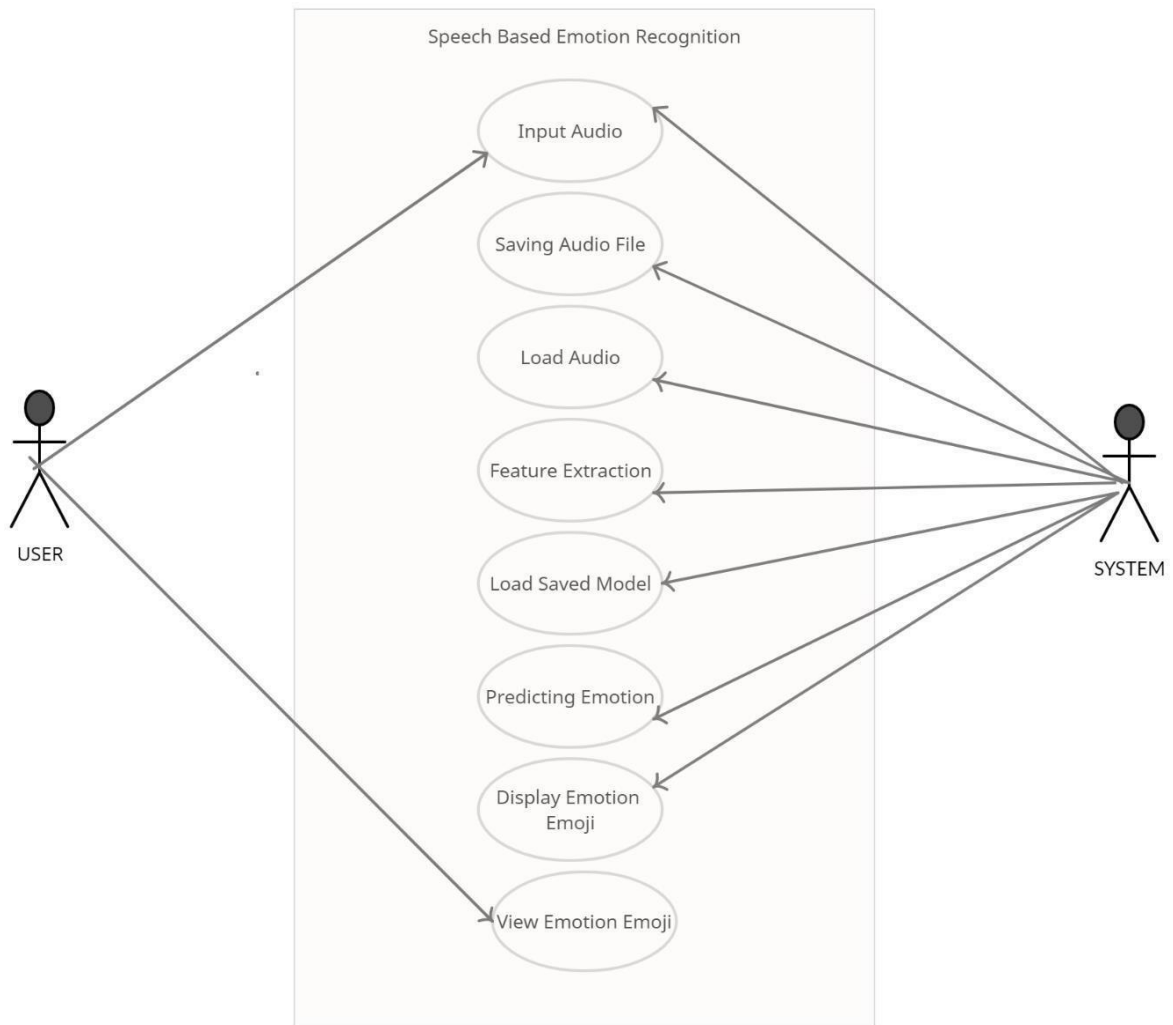 Speech Based Emotion Recognition
Input Audio
Saving Audio File
Load Audio
Feature Extraction
USER
SYSTEM
Load Saved Model
Predicting Emotion
Display Emotion
Emoji
View Emotion Emoji